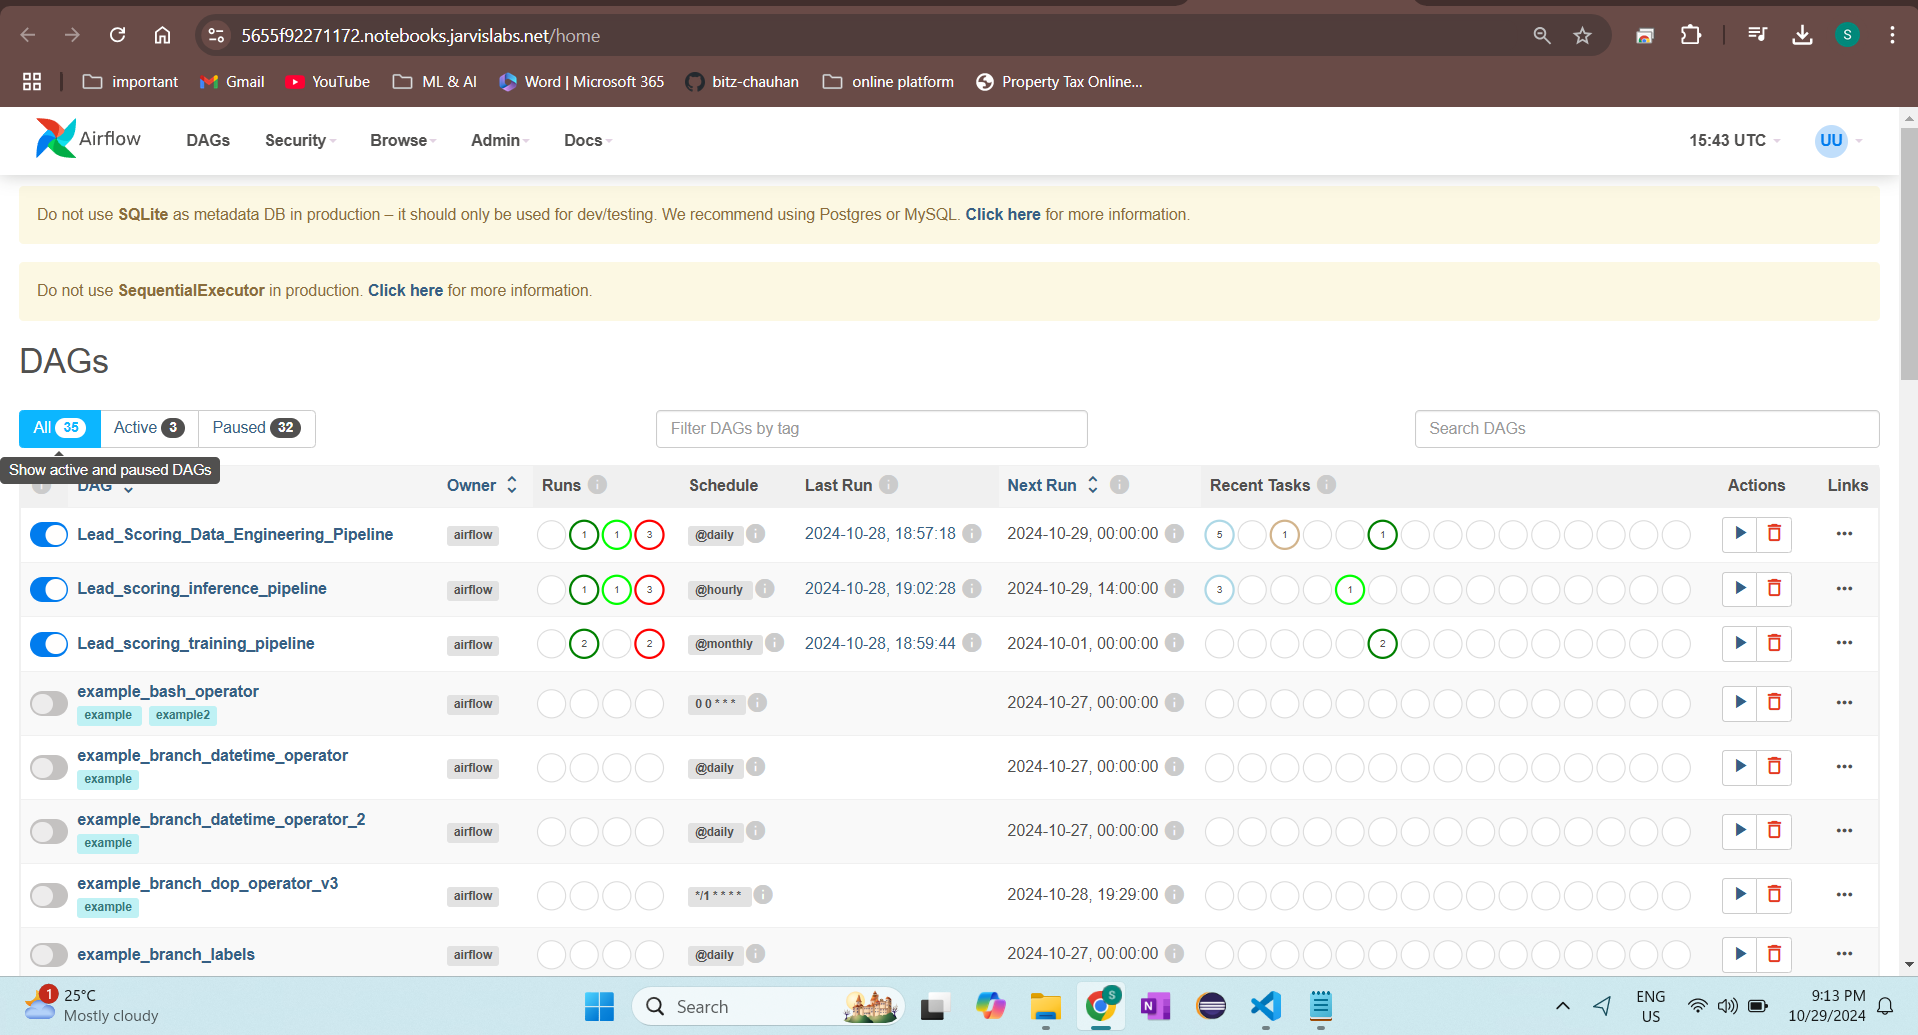 5655f92271172.notebooks.jarvislabs.net/home
S
important
Gmail
YouTube
ML & AI
Word | Microsoft 365
bitz-chauhan
online platform
Property Tax Online...
Airflow
DAGs
Security
Browse
Admin
Docs
15:43 UTC
UU
Do not use SQLite as metadata DB in production – it should only be used for dev/testing. We recommend using Postgres or MySQL. Click here for more information.
Do not use SequentialExecutor in production. Click here for more information.
DAGs
All 35
Active 3
Paused 32
Filter DAGs by tag
Search DAGs
Show active and paused DAGs
DAG
Owner
Runs
Schedule
Last Run
Next Run
Recent Tasks
Actions
Links
Lead_Scoring_Data_Engineering_Pipeline airflow 1 1 3 @daily 2024-10-28, 18:57:18 2024-10-29, 00:00:00 5 1 1
Lead_scoring_inference_pipeline airflow 1 1 3 @hourly 2024-10-28, 19:02:28 2024-10-29, 14:00:00 3 1
Lead_scoring_training_pipeline airflow 2 2 @monthly 2024-10-28, 18:59:44 2024-10-01, 00:00:00 2
example_bash_operator airflow 0 0 * * * 2024-10-27, 00:00:00
example example2
example_branch_datetime_operator airflow @daily 2024-10-27, 00:00:00
example
example_branch_datetime_operator_2 airflow @daily 2024-10-27, 00:00:00
example
example_branch_dop_operator_v3 airflow */1 * * * * 2024-10-28, 19:29:00
example
example_branch_labels airflow @daily 2024-10-27, 00:00:00
1
25°C
Mostly cloudy
Search
S
ENG
US
9:13 PM
10/29/2024